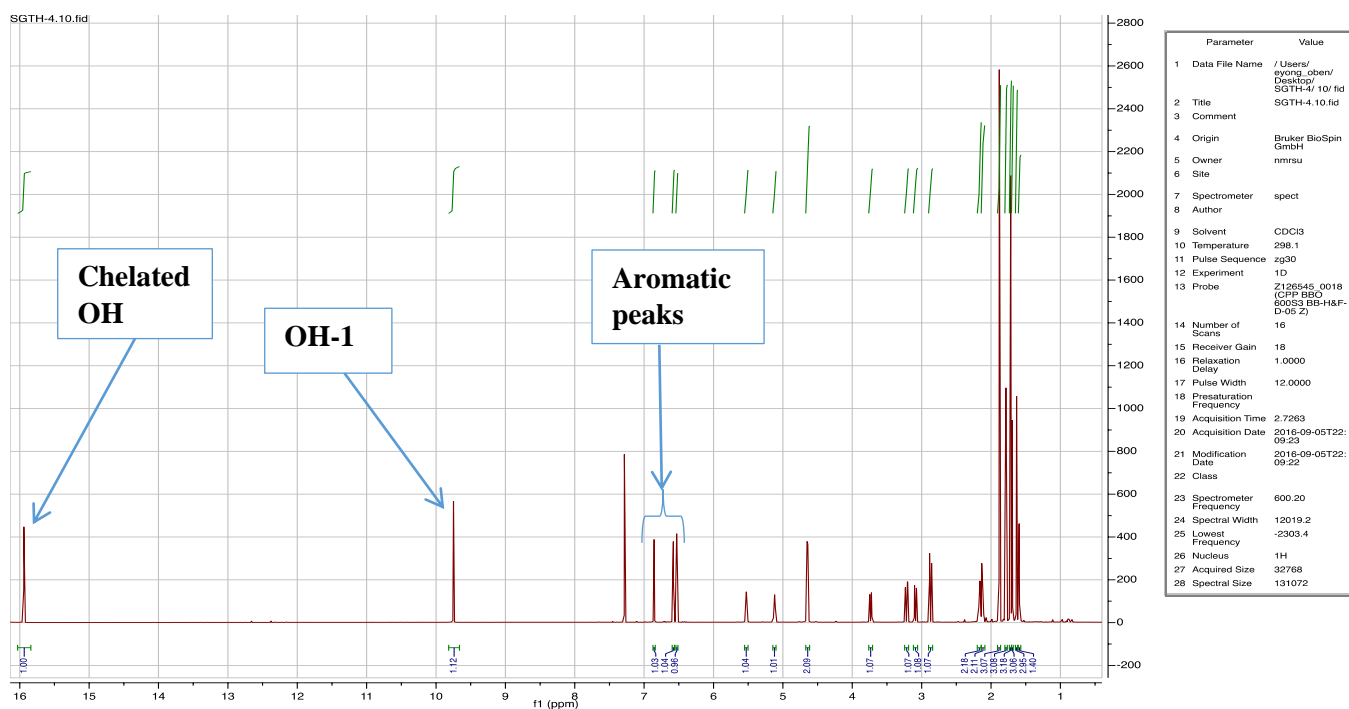 SGTH-4.10.fid
Chelated
OH
OH-1
Aromatic
peaks
2800
2600
2400
2200
2000
1800
1600
1400
1200
1000
800
600
400
200
0
-200
1.00
1.12
1.03
1.04
0.96
1.04
1.01
2.09
1.07
1.07
1.08
1.07
2.18
2.11
3.07
3.08
3.18
3.06
2.95
1.40
16 15 14 13 12 11 10 9 8 7 6 5 4 3 2 1
f1 (ppm)
Parameter Value
1 Data File Name / Users/
eyong_oben/
Desktop/
SGTH-4/ 10/ fid
2 Title SGTH-4.10.fid
3 Comment
4 Origin Bruker BioSpin
GmbH
5 Owner nmrsu
6 Site
7 Spectrometer spect
8 Author
9 Solvent CDCl3
10 Temperature 298.1
11 Pulse Sequence zg30
12 Experiment 1D
13 Probe Z126545_0018
(CPP BBO
600S3 BB-H&F-
D-05 Z)
14 Number of
Scans 16
15 Receiver Gain 18
16 Relaxation
Delay 1.0000
17 Pulse Width 12.0000
18 Presaturation
Frequency
19 Acquisition Time 2.7263
20 Acquisition Date 2016-09-05T22:
09:23
21 Modification
Date 2016-09-05T22:
09:22
22 Class
23 Spectrometer
Frequency 600.20
24 Spectral Width 12019.2
25 Lowest
Frequency -2303.4
26 Nucleus 1H
27 Acquired Size 32768
28 Spectral Size 131072